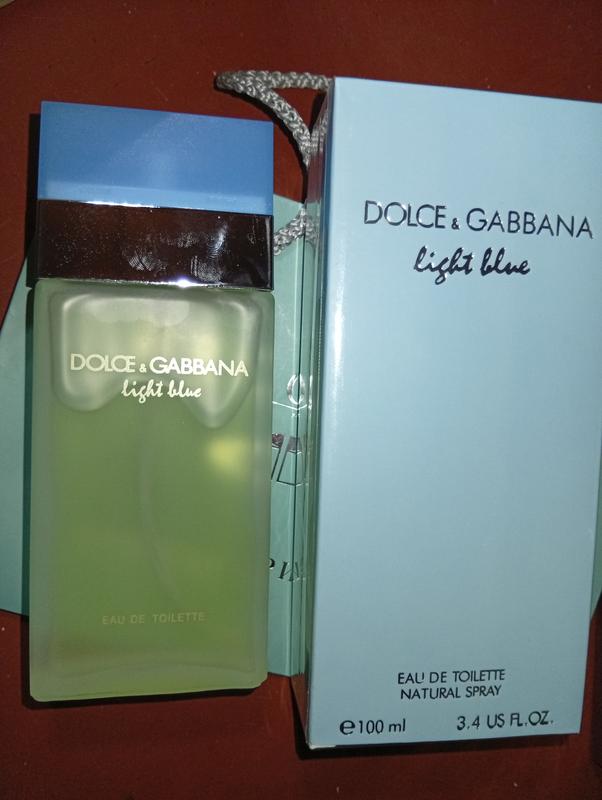 DOLCE & GABBANA
light blue
EAU DE TOILETTE
DOLCE & GABBANA
light blue
EAU DE TOILETTE
NATURAL SPRAY
e 100 ml 3.4 US FL.OZ.